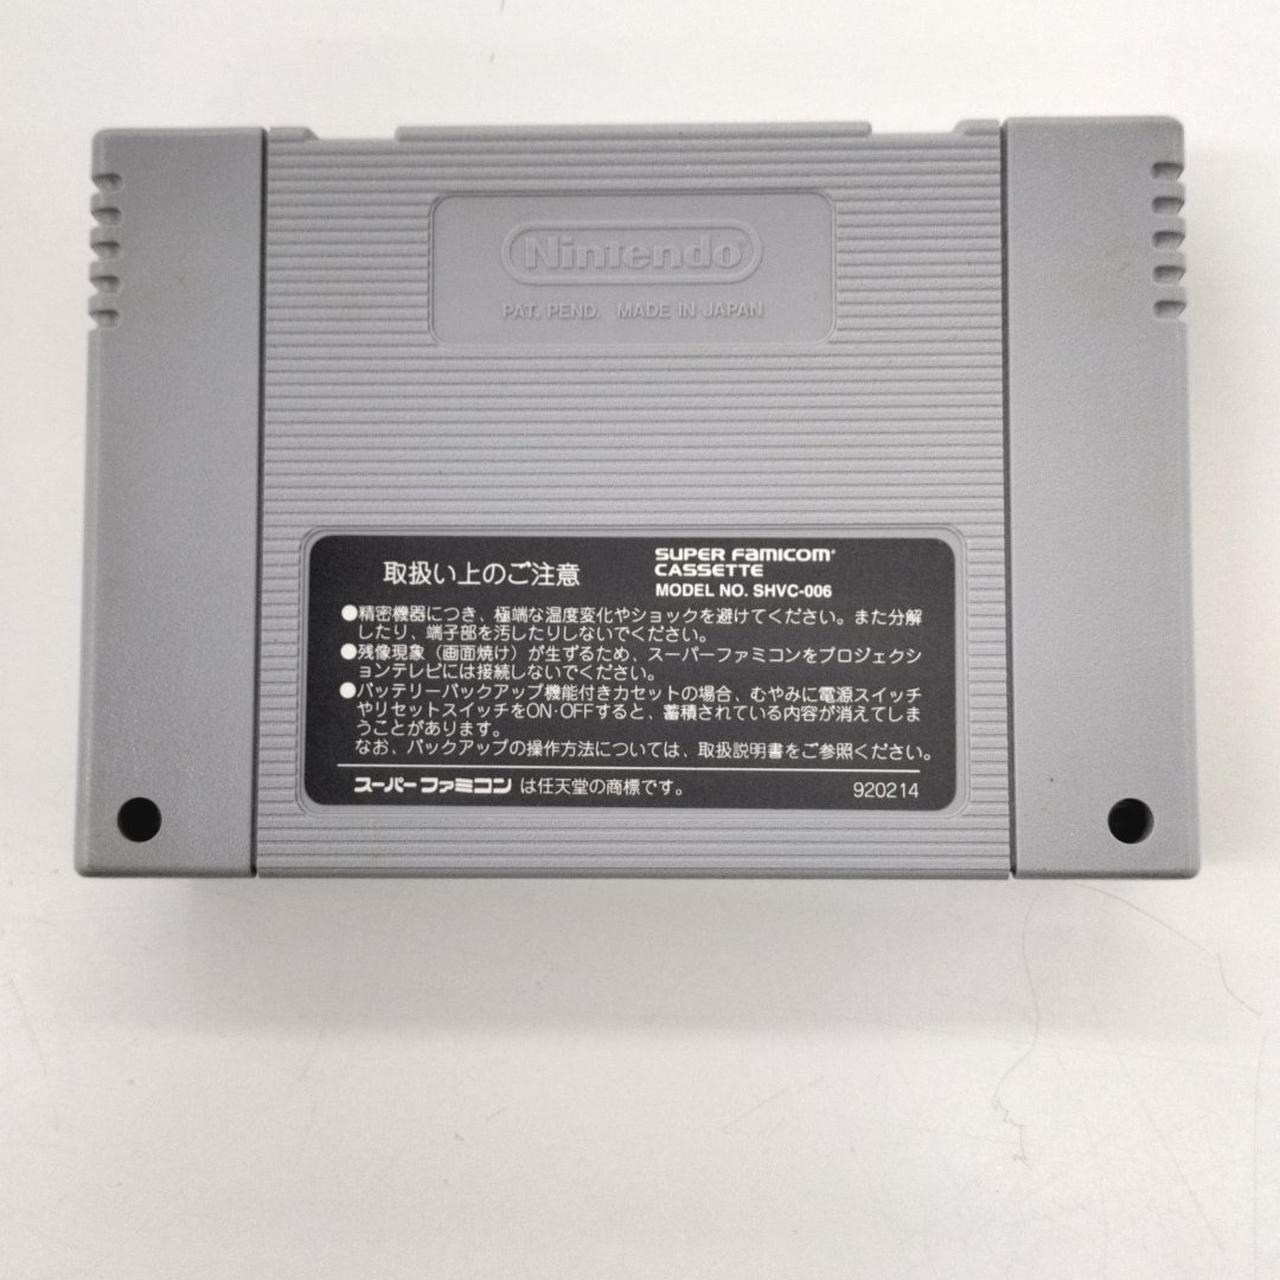 Nintendo®
PAT. PEND. MADE IN JAPAN
取扱い上のご注意
SUPER FAMICOM®
CASSETTE
MODEL NO. SHVC-006
●精密機器につき、極端な温度変化やショックを避けてください。また分解
したり、端子部を汚したりしないでください。
●残像現象（画面焼け）が生ずるため、スーパーファミコンをプロジェクシ
ョンテレビには接続しないでください。
●バッテリーバックアップ機能付きカセットの場合、むやみに電源スイッチ
やリセットスイッチをON・OFFすると、蓄積されている内容が消えてしま
うことがあります。
なお、バックアップの操作方法については、取扱説明書をご参照ください。
スーパーファミコン は任天堂の商標です。
920214